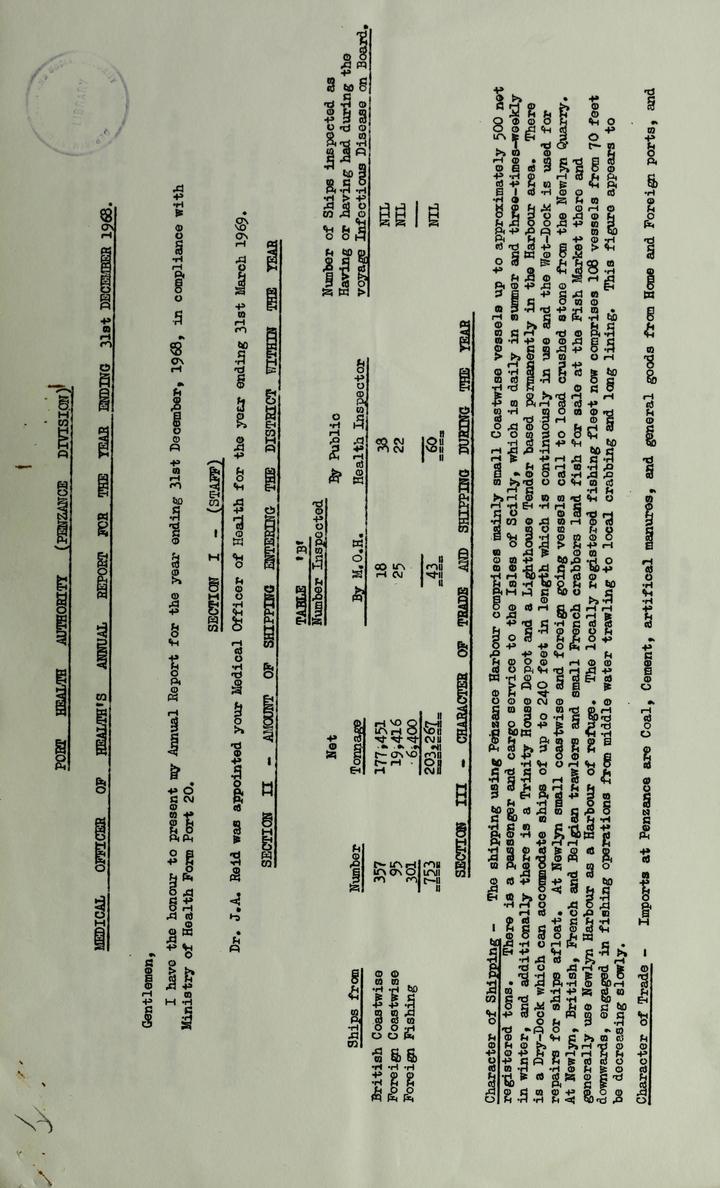 PORT HEALTH AUTHORITY (PENZANCE DIVISION)
MEDICAL OFFICER OF HEALTH'S ANNUAL REPORT FOR THE YEAR ENDING 31st DECEMBER 1968.
LIBRARY
Gentlemen,
I have the honour to present my Annual Report for the year ending 31st December, 1968, in compliance with
Ministry of Health Form Port 20.
SECTION I - (STAFF)
Dr. J.A. Reid was appointed your Medical Officer of Health for the year ending 31st March 1969.
SECTION II - AMOUNT OF SHIPPING ENTERING THE DISTRICT WITHIN THE YEAR
TABLE 'B'
Ships from Number Net Tonnage Number Inspected By M.O.H. By Public Health Inspector Number of Ships inspected as Having or having had during the voyage Infectious Disease on Board.
British Coastwise 357 177,451 18 38 NIL
Foreign Coastwise 95 19,416 25 22 NIL
Foreign Fishing 301 6,400
753 203,267 43 60 NIL
SECTION III - CHARACTER OF TRADE AND SHIPPING DURING THE YEAR
Character of Shipping - The shipping using Penzance Harbour comprises mainly small Coastwise vessels up to approximately 500 net
registered tons. There is a passenger and cargo service to the Isles of Scilly, which is daily in summer and three-times-weekly
in winter, and additionally there is a Trinity House Depot and a Lighthouse Tender based permanently in the Harbour area. There
is a Dry-Dock which can accommodate ships of up to 240 feet in length which is continuously in use and the Wet-Dock is used for
repairs for ships afloat. At Newlyn small coastwise and foreign going vessels call to load crushed stone from the Newlyn Quarry.
At Newlyn, British, French and Belgian trawlers and small French crabbers land fish for sale at the Fish Market there and
generally use Newlyn Harbour as a Harbour of refuge. The locally registered fishing fleet now comprises 108 vessels from 70 feet
downwards, engaged in fishing operations from middle water trawling to local crabbing and long lining. This figure appears to
be decreasing slowly.
Character of Trade - Imports at Penzance are Coal, Cement, artifical manures, and general goods from Home and Foreign ports, and